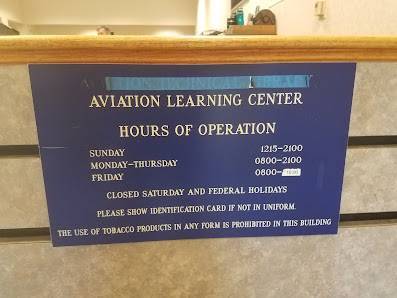 AVIATION LEARNING CENTER
HOURS OF OPERATION
SUNDAY 1215-2100
MONDAY-THURSDAY 0800-2100
FRIDAY 0800-
CLOSED SATURDAY AND FEDERAL HOLIDAYS
PLEASE SHOW IDENTIFICATION CARD IF NOT IN UNIFORM.
THE USE OF TOBACCO PRODUCTS IN ANY FORM IS PROHIBITED IN THIS BUILDING